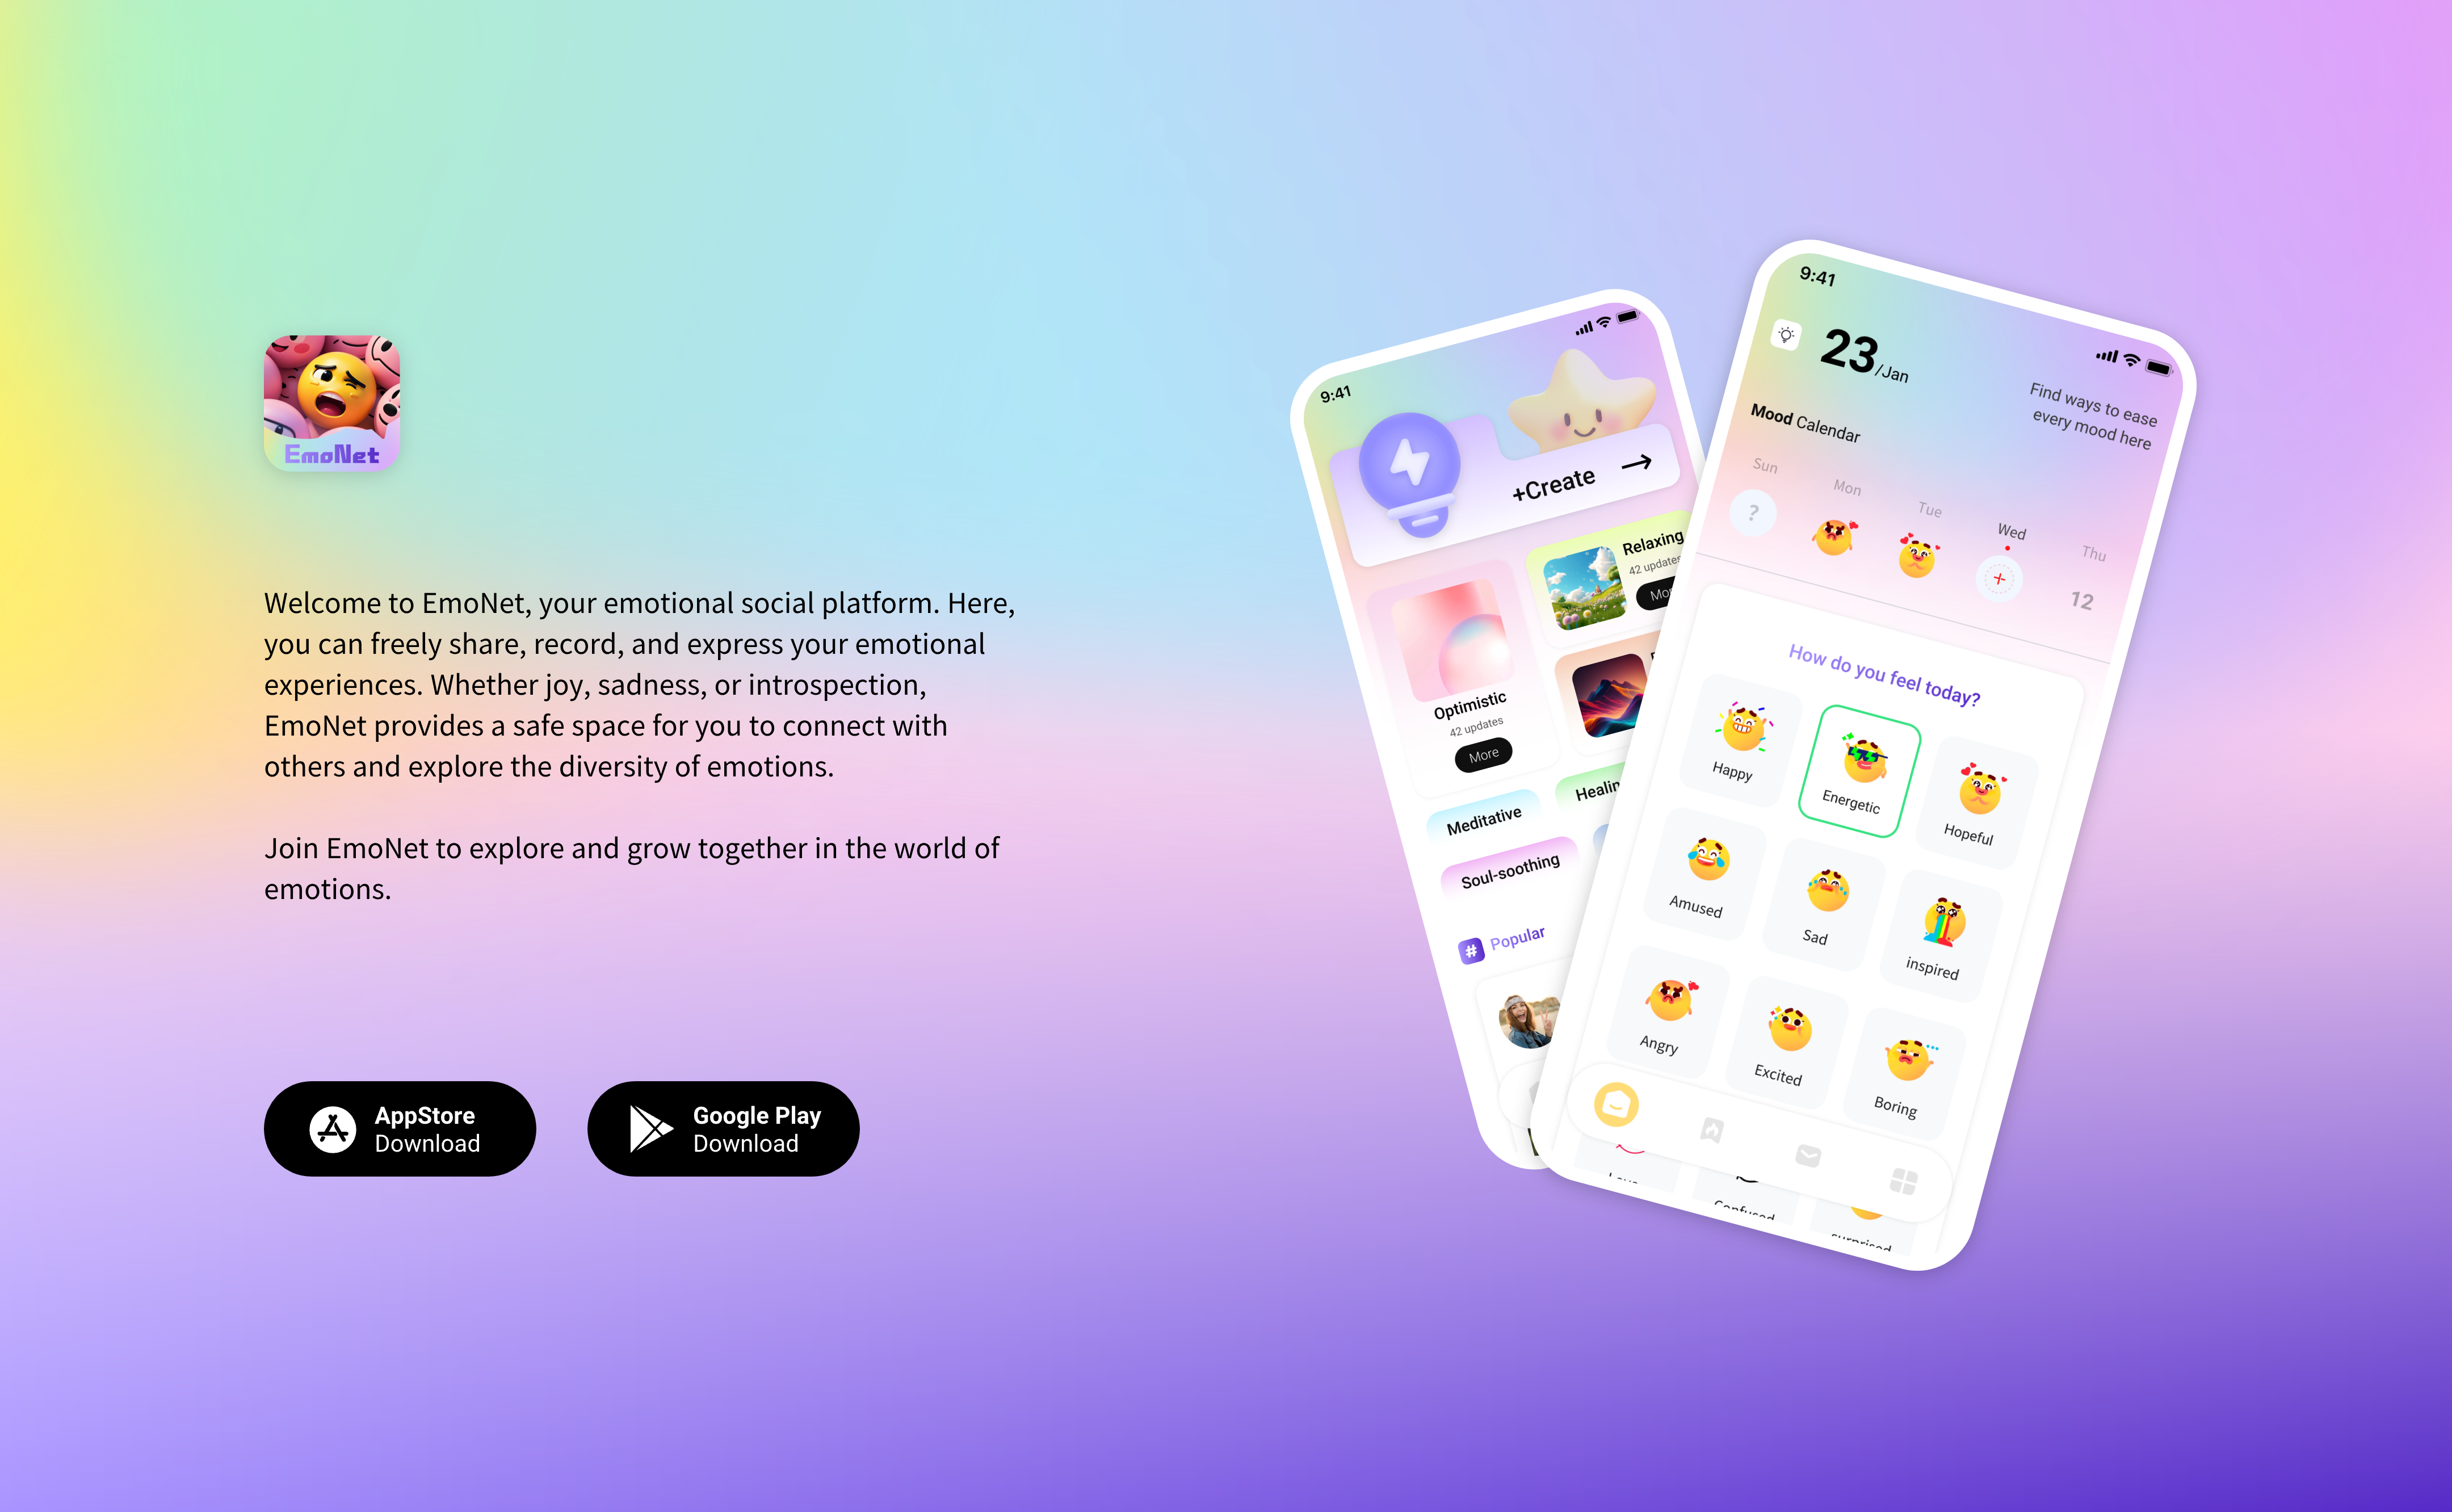 EmoNet
Welcome to EmoNet, your emotional social platform. Here,
you can freely share, record, and express your emotional
experiences. Whether joy, sadness, or introspection,
EmoNet provides a safe space for you to connect with
others and explore the diversity of emotions.
Join EmoNet to explore and grow together in the world of
emotions.
AppStore
Download
Google Play
Download
9:41
+Create
Relaxing
42 updates
Optimistic
42 updates
More
Meditative
Soul-soothing
# Popular
9:41
23/Jan
Find ways to ease
every mood here
Mood Calendar
Sun
Mon
Tue
Wed
Thu
?
+
12
How do you feel today?
Happy
Energetic
Hopeful
Amused
Sad
inspired
Angry
Excited
Boring
Confused
surprised